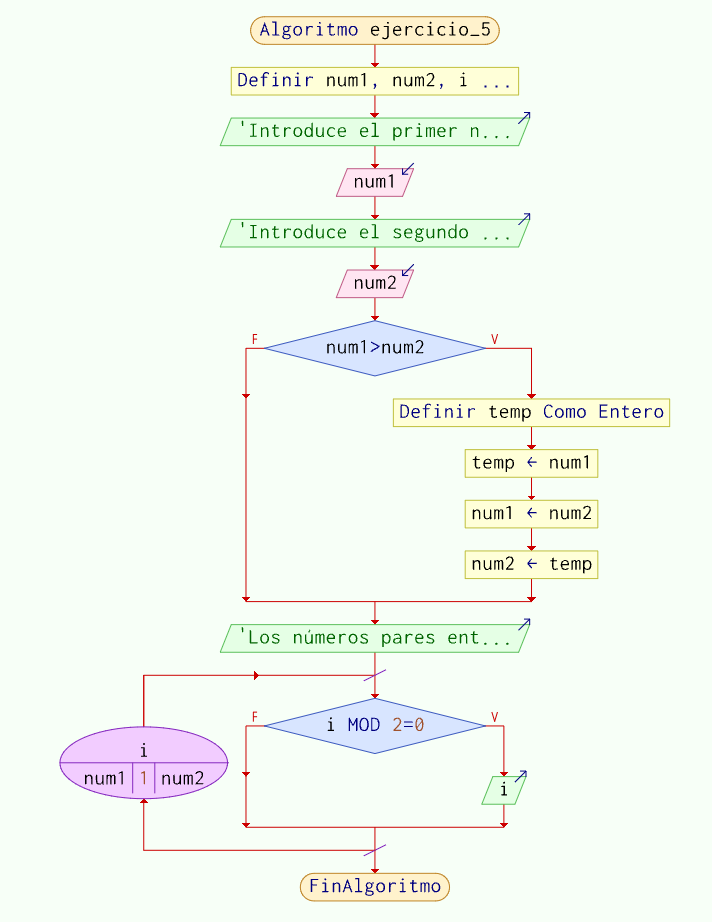 Algoritmo ejercicio_5
Definir num1, num2, i ...
'Introduce el primer n...
num1
'Introduce el segundo ...
num2
num1>num2
F
V
Definir temp Como Entero
temp ← num1
num1 ← num2
num2 ← temp
'Los números pares ent...
i MOD 2=0
F
V
i
num1 1 num2
i
FinAlgoritmo